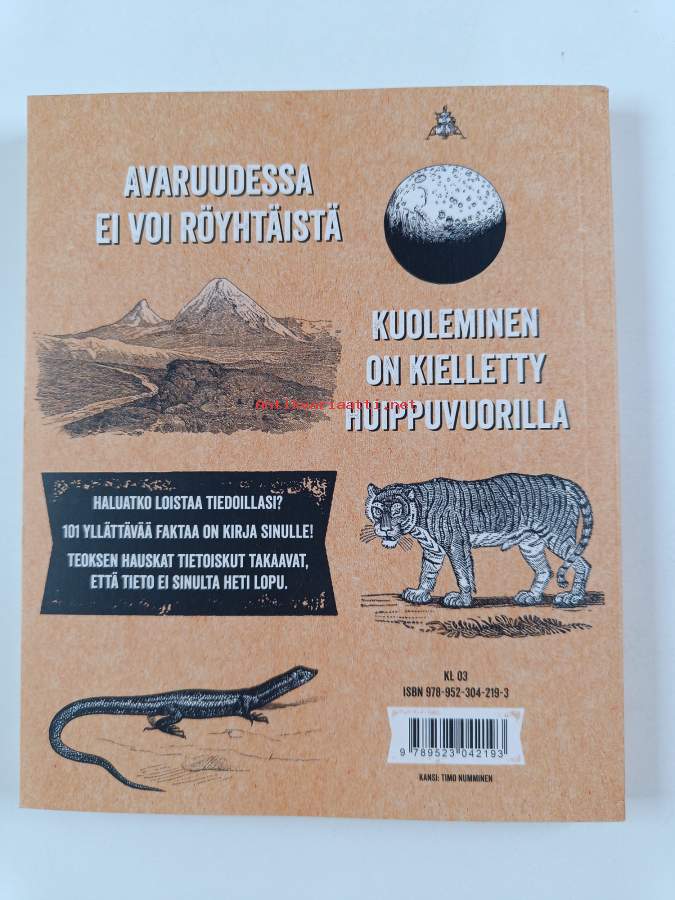 AVARUUDESSA
EI VOI RÖYHTÄISTÄ
KUOLEMINEN
ON KIELLETTY
HUIPPUVUORILLA
Antikvariaatti.net
HALUATKO LOISTAA TIEDOILLASI?
101 YLLÄTTÄVÄÄ FAKTAA ON KIRJA SINULLE!
TEOKSEN HAUSKAT TIETOISKUT TAKAAVAT,
ETTÄ TIETO EI SINULTA HETI LOPU.
KL 03
ISBN 978-952-304-219-3
9 789523 042193
KANSI: TIMO NUMMINEN